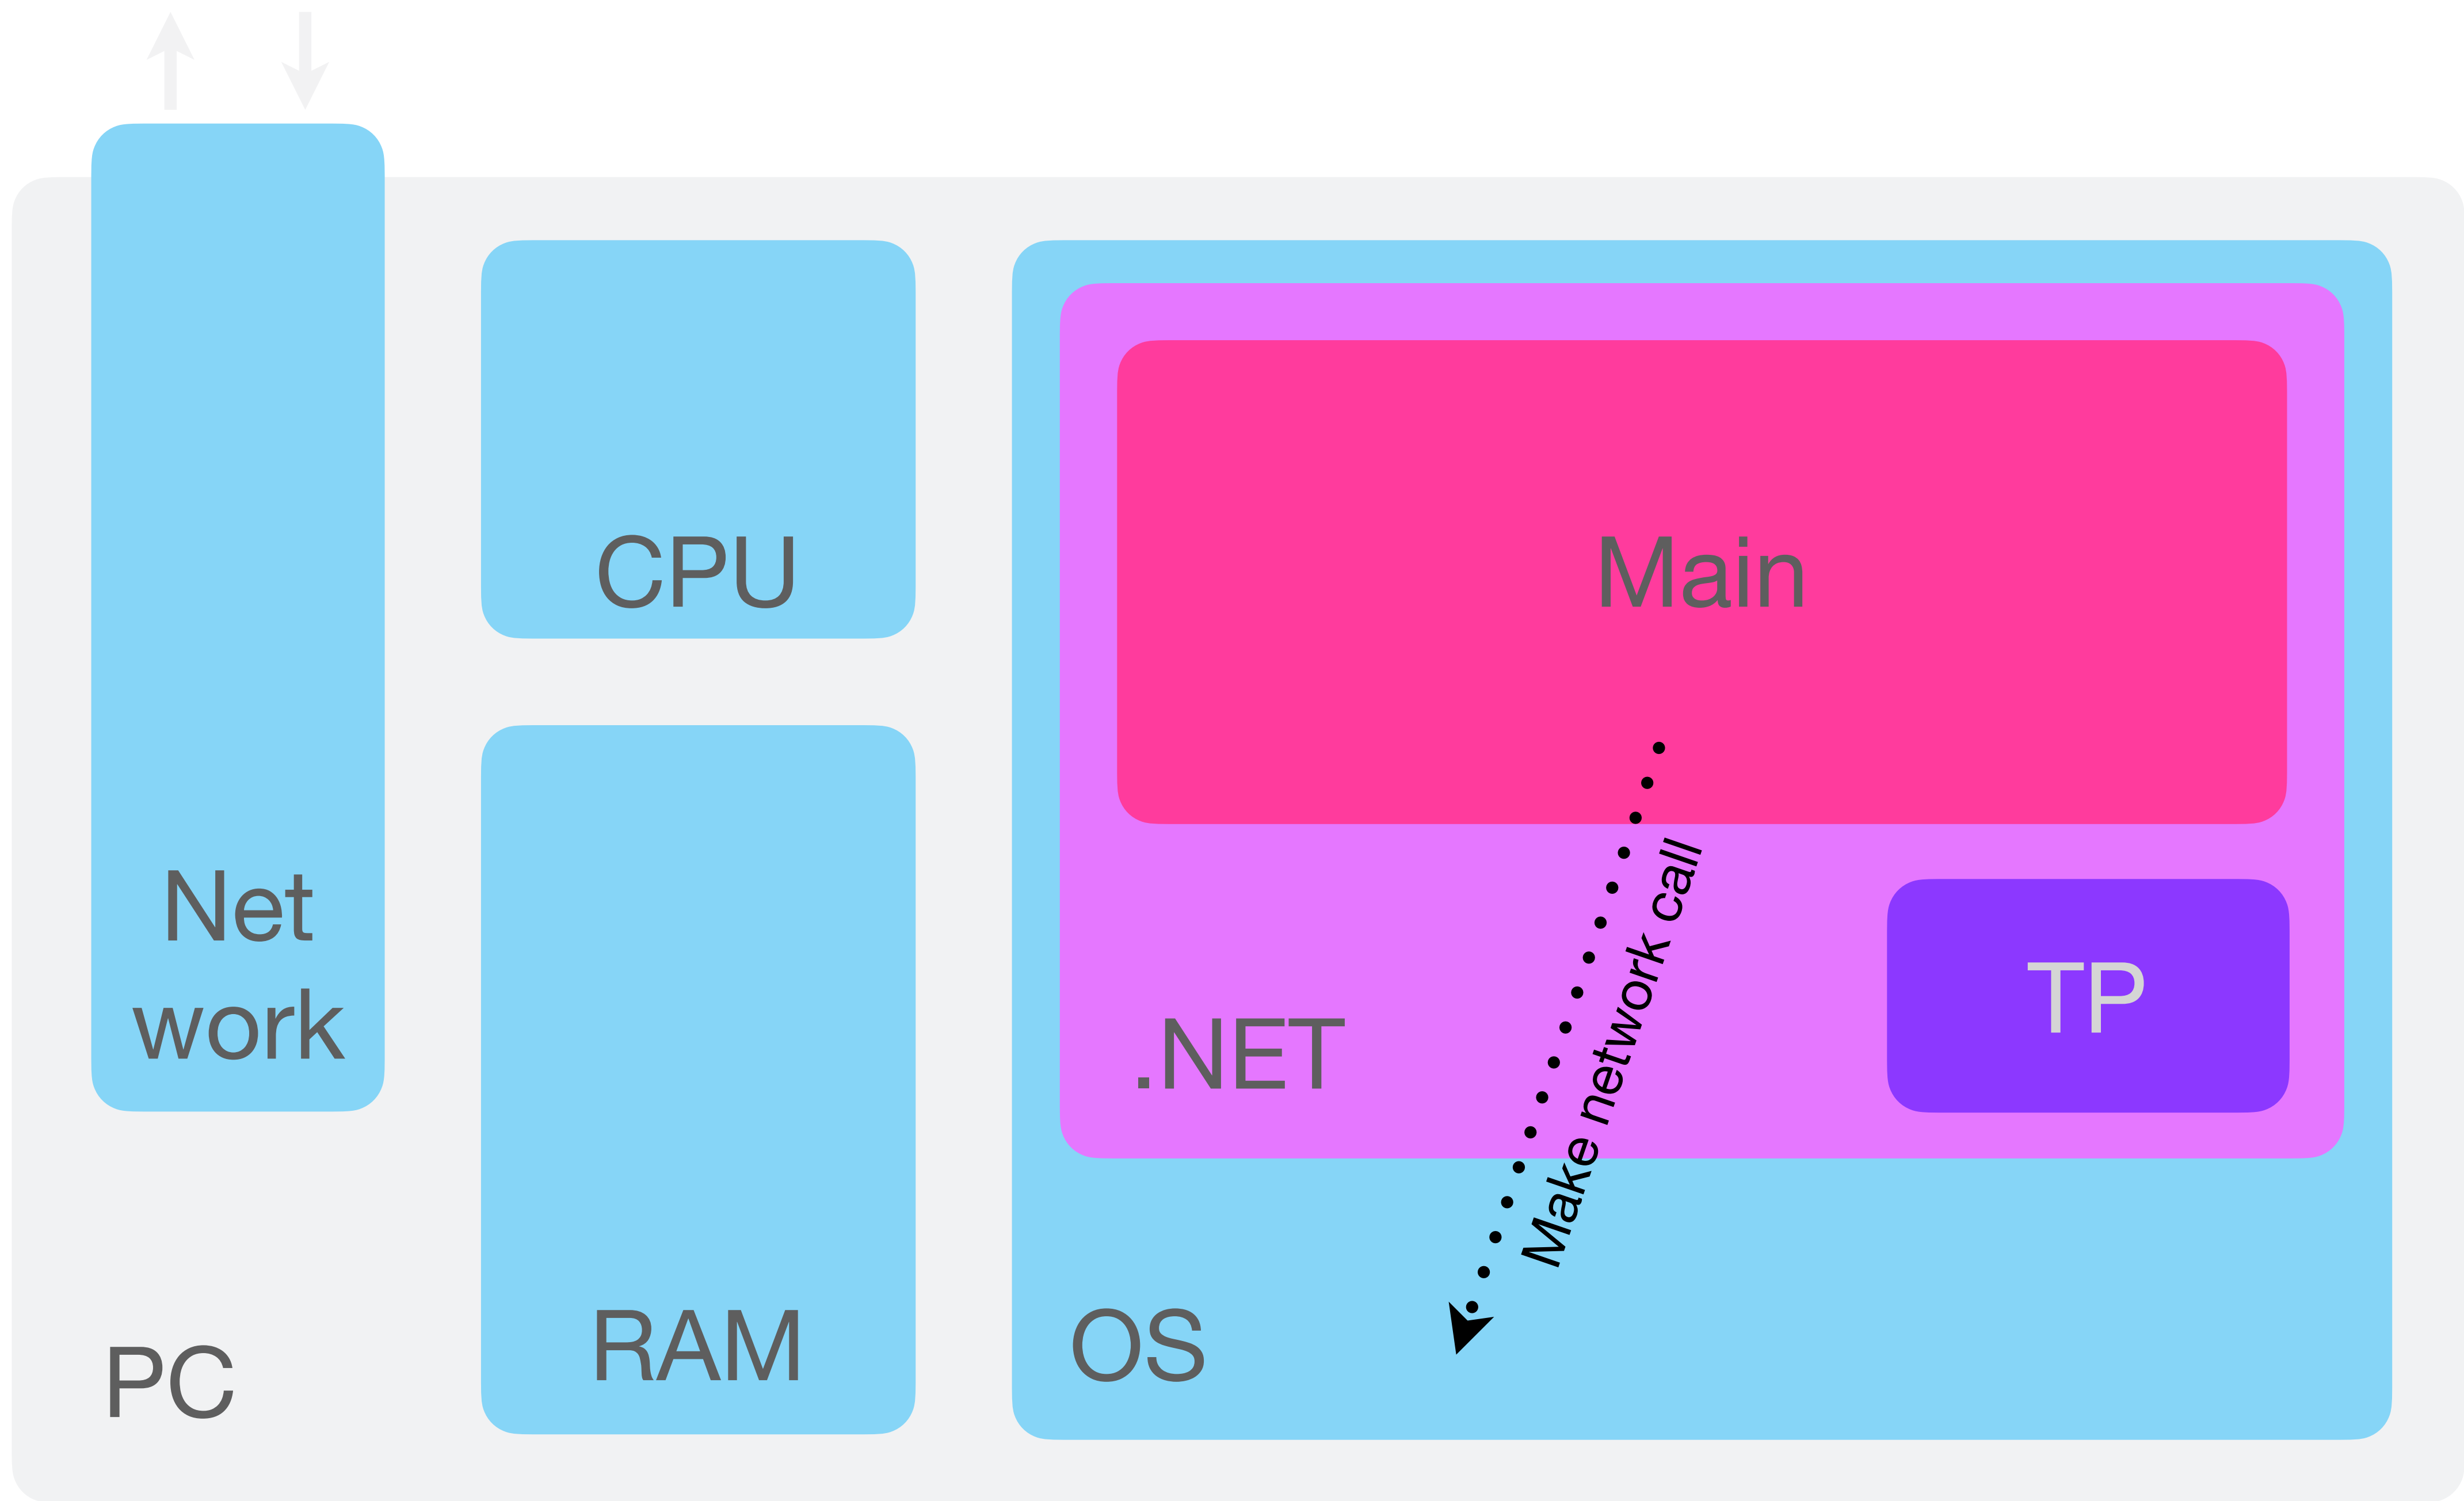 CPU
Main
Net
work
TP
.NET
Make network call
RAM
OS
PC